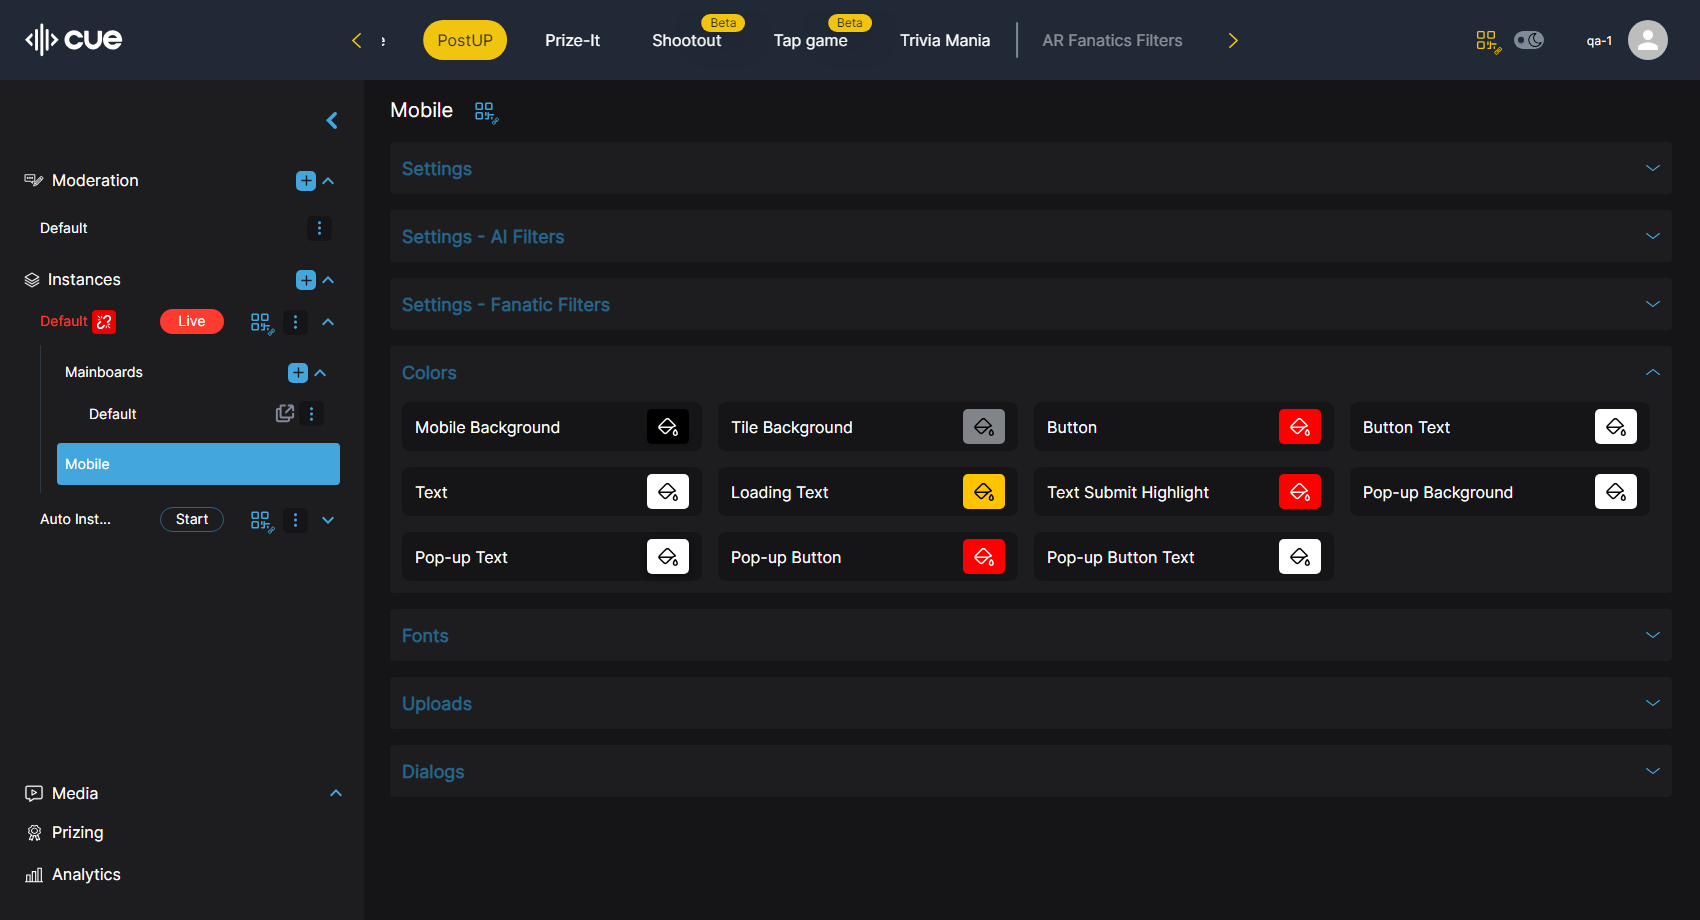 cue
PostUP
Prize-It
Shootout
Beta
Tap game
Beta
Trivia Mania
AR Fanatics Filters
qa-1
Moderation
Default
Instances
Default
Live
Mainboards
Default
Mobile
Auto Inst...
Start
Media
Prizing
Analytics
Mobile
Settings
Settings - AI Filters
Settings - Fanatic Filters
Colors
Mobile Background
Tile Background
Button
Button Text
Text
Loading Text
Text Submit Highlight
Pop-up Background
Pop-up Text
Pop-up Button
Pop-up Button Text
Fonts
Uploads
Dialogs